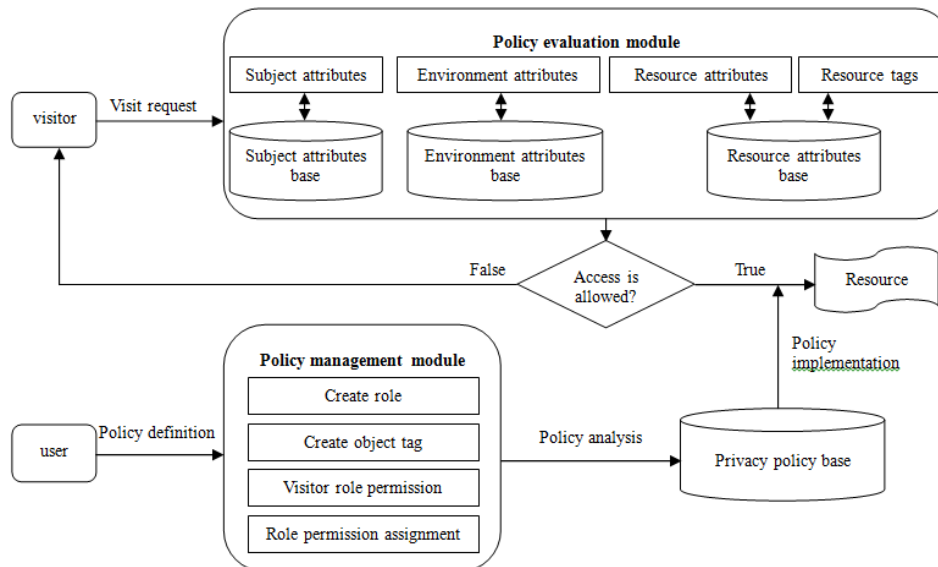 Policy evaluation module
Subject attributes
Environment attributes
Resource attributes
Resource tags
visitor
Visit request
Subject attributes
base
Environment attributes
base
Resource attributes
base
False
Access is
allowed?
True
Resource
Policy management module
Policy
implementation
Create role
user
Policy definition
Create object tag
Policy analysis
Privacy policy base
Visitor role permission
Role permission assignment